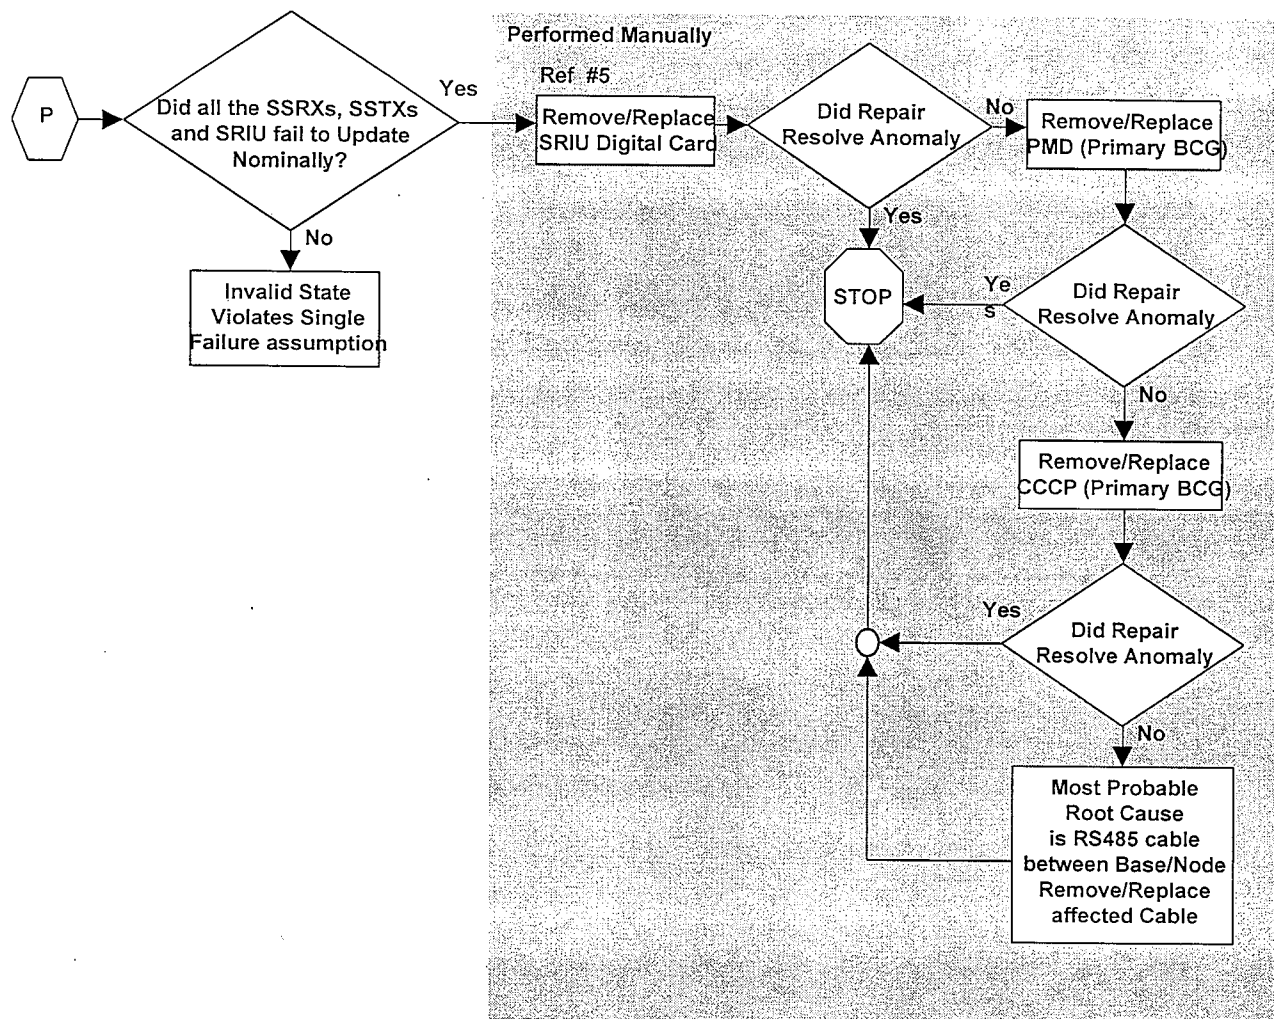 P
Did all the SSRXs, SSTXs
and SRIU fail to Update
Nominally?
Yes
No
Invalid State
Violates Single
Failure assumption
Performed Manually
Ref #5
Remove/Replace
SRIU Digital Card
Did Repair
Resolve Anomaly
No
Yes
Remove/Replace
PMD (Primary BCG)
STOP
Ye
s
Did Repair
Resolve Anomaly
No
Remove/Replace
CCCP (Primary BCG)
Yes
Did Repair
Resolve Anomaly
No
Most Probable
Root Cause
is RS485 cable
between Base/Node
Remove/Replace
affected Cable